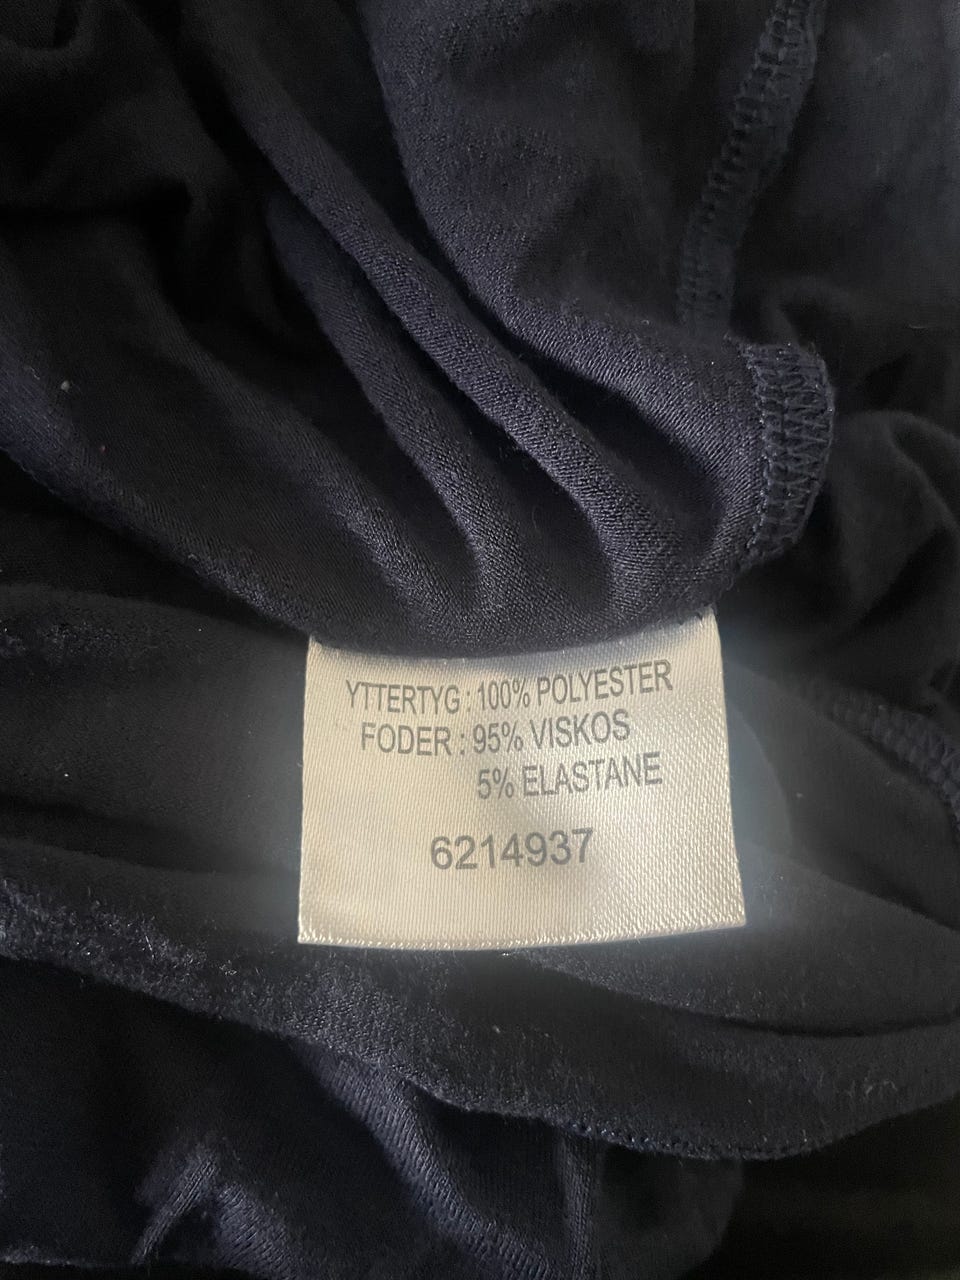 YTTERTYG : 100% POLYESTER
FODER : 95% VISKOS
5% ELASTANE
6214937